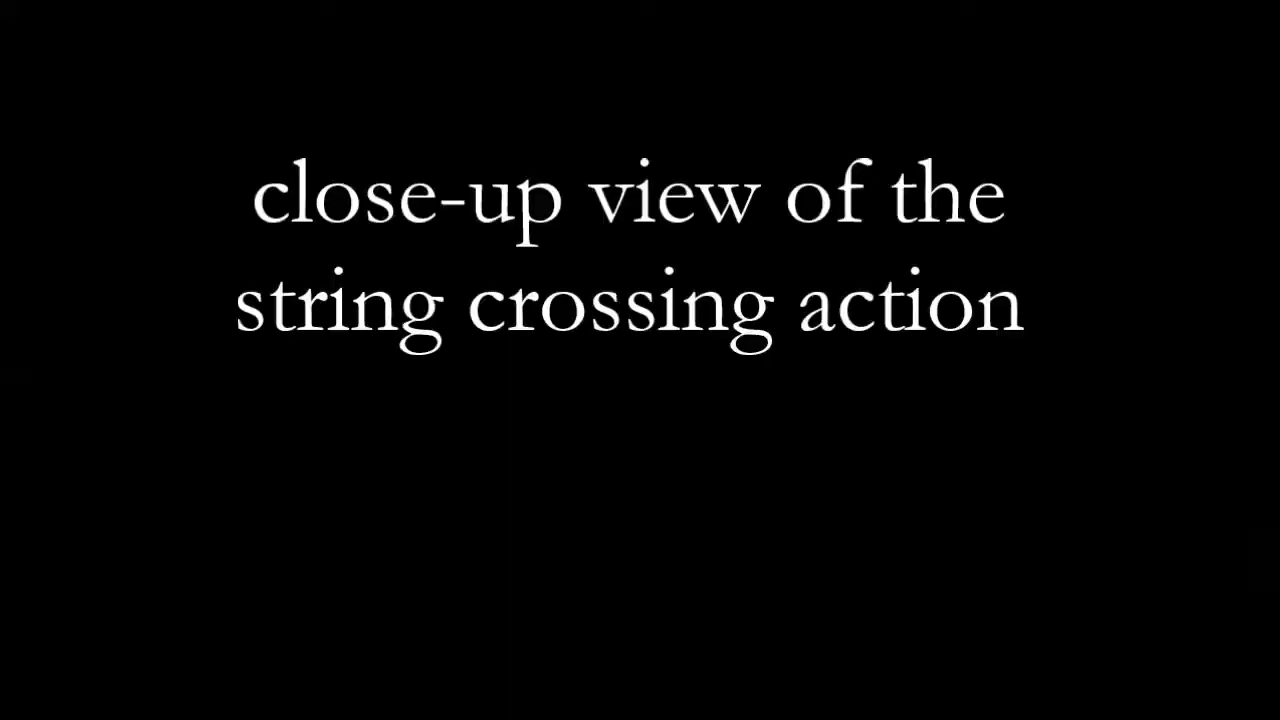 close-up view of the
string crossing action